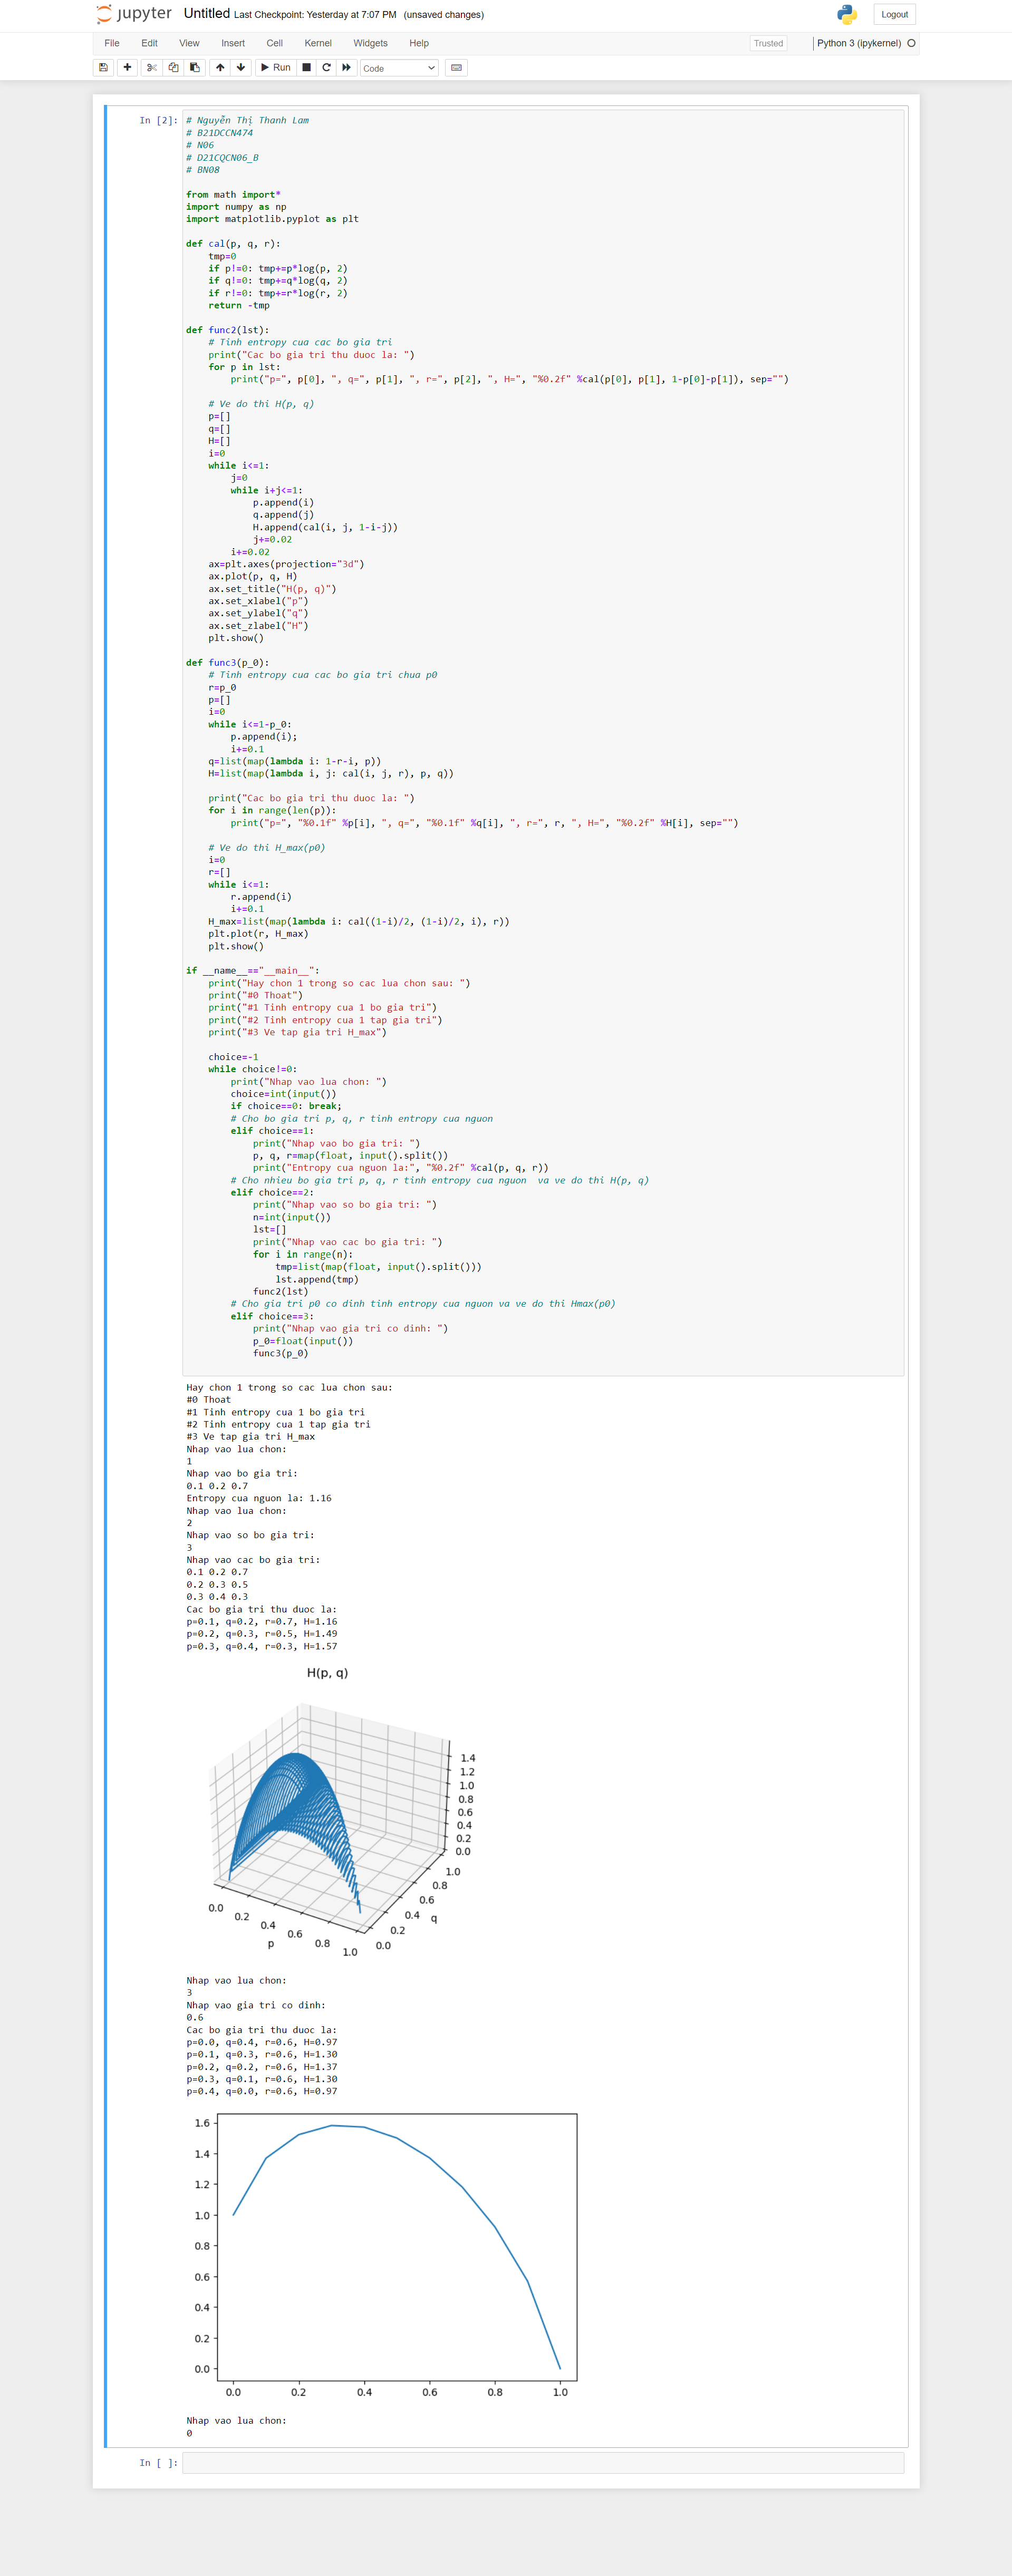 jupyter Untitled Last Checkpoint: Yesterday at 7:07 PM (unsaved changes) Logout
File Edit View Insert Cell Kernel Widgets Help Trusted Python 3 (ipykernel)
Run Code
In [2]:
# Nguyễn Thị Thanh Lam
# B21DCCN474
# N06
# D21CQCN06_B
# BN08

from math import*
import numpy as np
import matplotlib.pyplot as plt

def cal(p, q, r):
    tmp=0
    if p!=0: tmp+=p*log(p, 2)
    if q!=0: tmp+=q*log(q, 2)
    if r!=0: tmp+=r*log(r, 2)
    return -tmp

def func2(lst):
    # Tinh entropy cua cac bo gia tri
    print("Cac bo gia tri thu duoc la: ")
    for p in lst:
        print("p=", p[0], ", q=", p[1], ", r=", p[2], ", H=", "%0.2f" %cal(p[0], p[1], 1-p[0]-p[1]), sep="")

    # Ve do thi H(p, q)
    p=[]
    q=[]
    H=[]
    i=0
    while i<=1:
        j=0
        while i+j<=1:
            p.append(i)
            q.append(j)
            H.append(cal(i, j, 1-i-j))
            j+=0.02
        i+=0.02
    ax=plt.axes(projection="3d")
    ax.plot(p, q, H)
    ax.set_title("H(p, q)")
    ax.set_xlabel("p")
    ax.set_ylabel("q")
    ax.set_zlabel("H")
    plt.show()

def func3(p_0):
    # Tinh entropy cua cac bo gia tri chua p0
    r=p_0
    p=[]
    i=0
    while i<=1-p_0:
        p.append(i);
        i+=0.1
    q=list(map(lambda i: 1-r-i, p))
    H=list(map(lambda i, j: cal(i, j, r), p, q))

    print("Cac bo gia tri thu duoc la: ")
    for i in range(len(p)):
        print("p=", "%0.1f" %p[i], ", q=", "%0.1f" %q[i], ", r=", r, ", H=", "%0.2f" %H[i], sep="")

    # Ve do thi H_max(p0)
    i=0
    r=[]
    while i<=1:
        r.append(i)
        i+=0.1
    H_max=list(map(lambda i: cal((1-i)/2, (1-i)/2, i), r))
    plt.plot(r, H_max)
    plt.show()

if __name__=="__main__":
    print("Hay chon 1 trong so cac lua chon sau: ")
    print("#0 Thoat")
    print("#1 Tinh entropy cua 1 bo gia tri")
    print("#2 Tinh entropy cua 1 tap gia tri")
    print("#3 Ve tap gia tri H_max")

    choice=-1
    while choice!=0:
        print("Nhap vao lua chon: ")
        choice=int(input())
        if choice==0: break;
        # Cho bo gia tri p, q, r tinh entropy cua nguon
        elif choice==1:
            print("Nhap vao bo gia tri: ")
            p, q, r=map(float, input().split())
            print("Entropy cua nguon la:", "%0.2f" %cal(p, q, r))
        # Cho nhieu bo gia tri p, q, r tinh entropy cua nguon  va ve do thi H(p, q)
        elif choice==2:
            print("Nhap vao so bo gia tri: ")
            n=int(input())
            lst=[]
            print("Nhap vao cac bo gia tri: ")
            for i in range(n):
                tmp=list(map(float, input().split()))
                lst.append(tmp)
            func2(lst)
        # Cho gia tri p0 co dinh tinh entropy cua nguon va ve do thi Hmax(p0)
        elif choice==3:
            print("Nhap vao gia tri co dinh: ")
            p_0=float(input())
            func3(p_0)

Hay chon 1 trong so cac lua chon sau:
#0 Thoat
#1 Tinh entropy cua 1 bo gia tri
#2 Tinh entropy cua 1 tap gia tri
#3 Ve tap gia tri H_max
Nhap vao lua chon:
1
Nhap vao bo gia tri:
0.1 0.2 0.7
Entropy cua nguon la: 1.16
Nhap vao lua chon:
2
Nhap vao so bo gia tri:
3
Nhap vao cac bo gia tri:
0.1 0.2 0.7
0.2 0.3 0.5
0.3 0.4 0.3
Cac bo gia tri thu duoc la:
p=0.1, q=0.2, r=0.7, H=1.16
p=0.2, q=0.3, r=0.5, H=1.49
p=0.3, q=0.4, r=0.3, H=1.57
H(p, q)
1.4
1.2
1.0
0.8
0.6
0.4
0.2
0.0
1.0
0.8
0.6
0.4
0.2
0.0
q
0.0
0.2
0.4
0.6
0.8
1.0
p
Nhap vao lua chon:
3
Nhap vao gia tri co dinh:
0.6
Cac bo gia tri thu duoc la:
p=0.0, q=0.4, r=0.6, H=0.97
p=0.1, q=0.3, r=0.6, H=1.30
p=0.2, q=0.2, r=0.6, H=1.37
p=0.3, q=0.1, r=0.6, H=1.30
p=0.4, q=0.0, r=0.6, H=0.97
1.6
1.4
1.2
1.0
0.8
0.6
0.4
0.2
0.0
0.0 0.2 0.4 0.6 0.8 1.0
Nhap vao lua chon:
0
In [ ]: